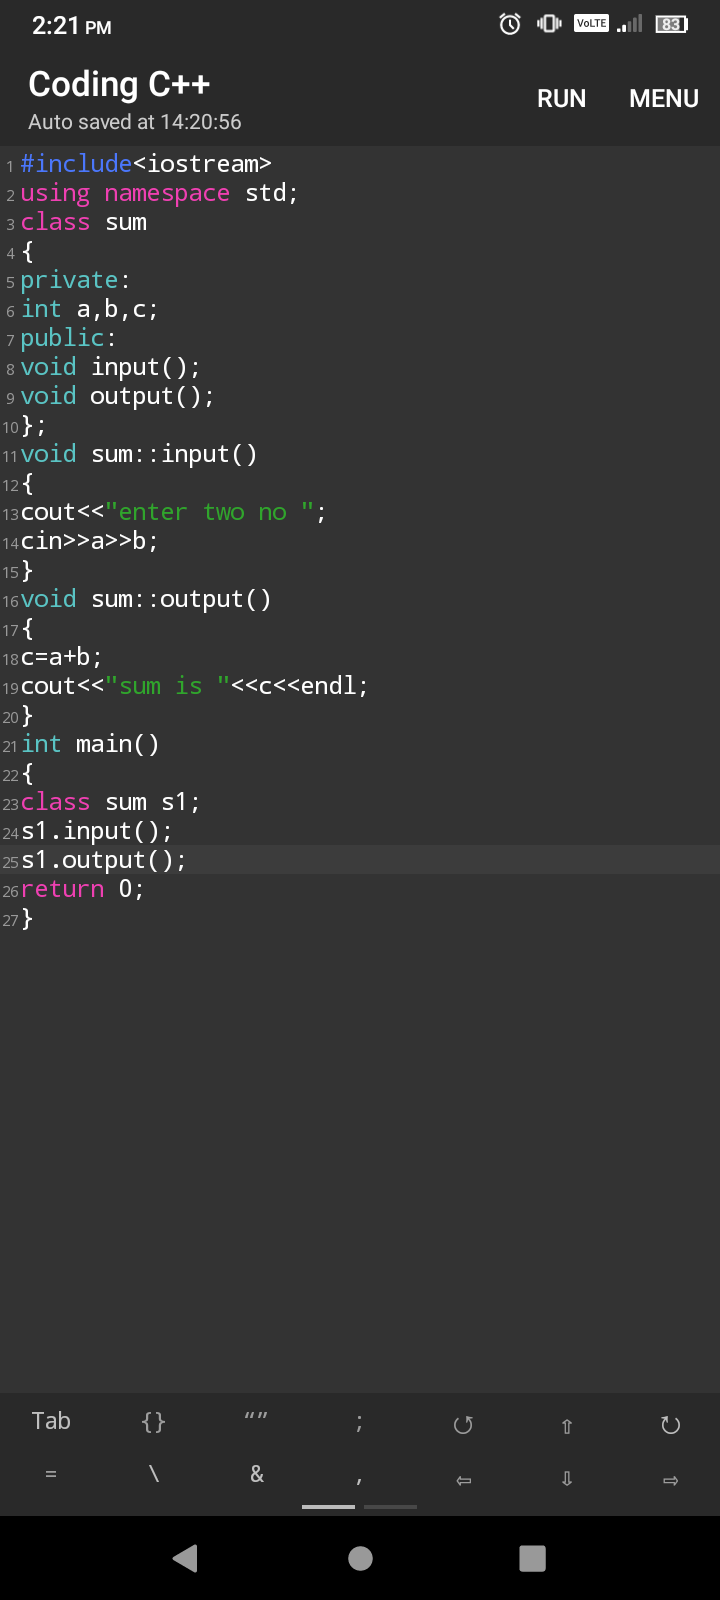 2:21 PM
VoLTE
83
Coding C++
RUN
MENU
Auto saved at 14:20:56
1 #include<iostream>
2 using namespace std;
3 class sum
4 {
5 private:
6 int a,b,c;
7 public:
8 void input();
9 void output();
10 };
11 void sum::input()
12 {
13 cout<<"enter two no ";
14 cin>>a>>b;
15 }
16 void sum::output()
17 {
18 c=a+b;
19 cout<<"sum is "<<c<<endl;
20 }
21 int main()
22 {
23 class sum s1;
24 s1.input();
25 s1.output();
26 return 0;
27 }
Tab {} “” ; ↺ ⇧ ↻
= \ & , ⇦ ⇩ ⇨